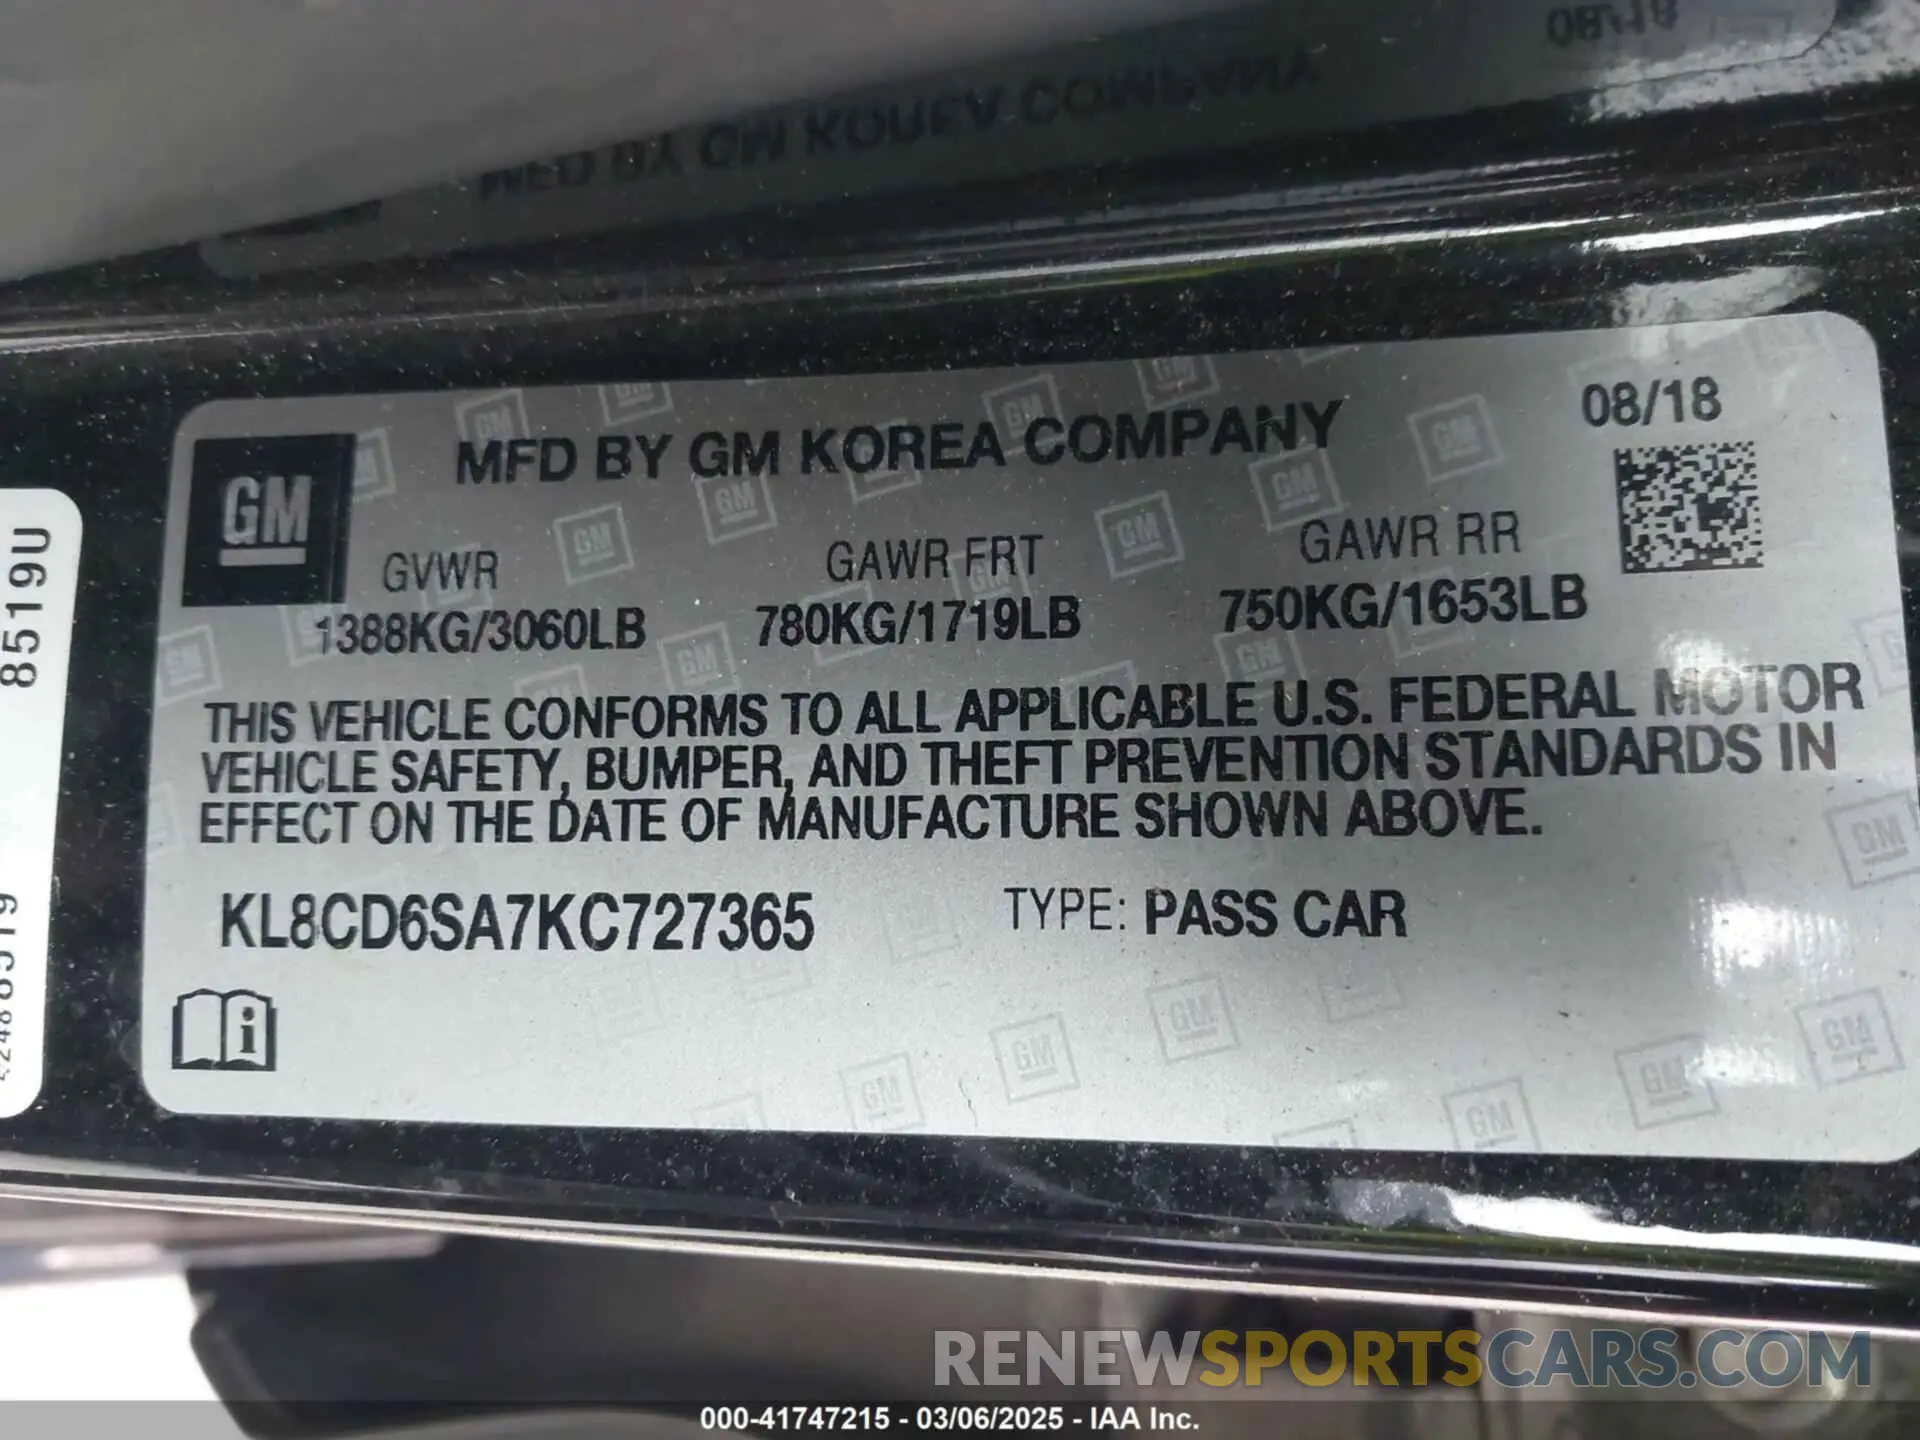 MFD BY GM KOREA COMPANY
08/18
GM
GVWR
GAWR FRT
GAWR RR
1388KG/3060LB
780KG/1719LB
750KG/1653LB
THIS VEHICLE CONFORMS TO ALL APPLICABLE U.S. FEDERAL MOTOR
VEHICLE SAFETY, BUMPER, AND THEFT PREVENTION STANDARDS IN
EFFECT ON THE DATE OF MANUFACTURE SHOWN ABOVE.
KL8CD6SA7KC727365
TYPE: PASS CAR
8519U
RENEWSPORTSCARS.COM
000-41747215 - 03/06/2025 - IAA Inc.